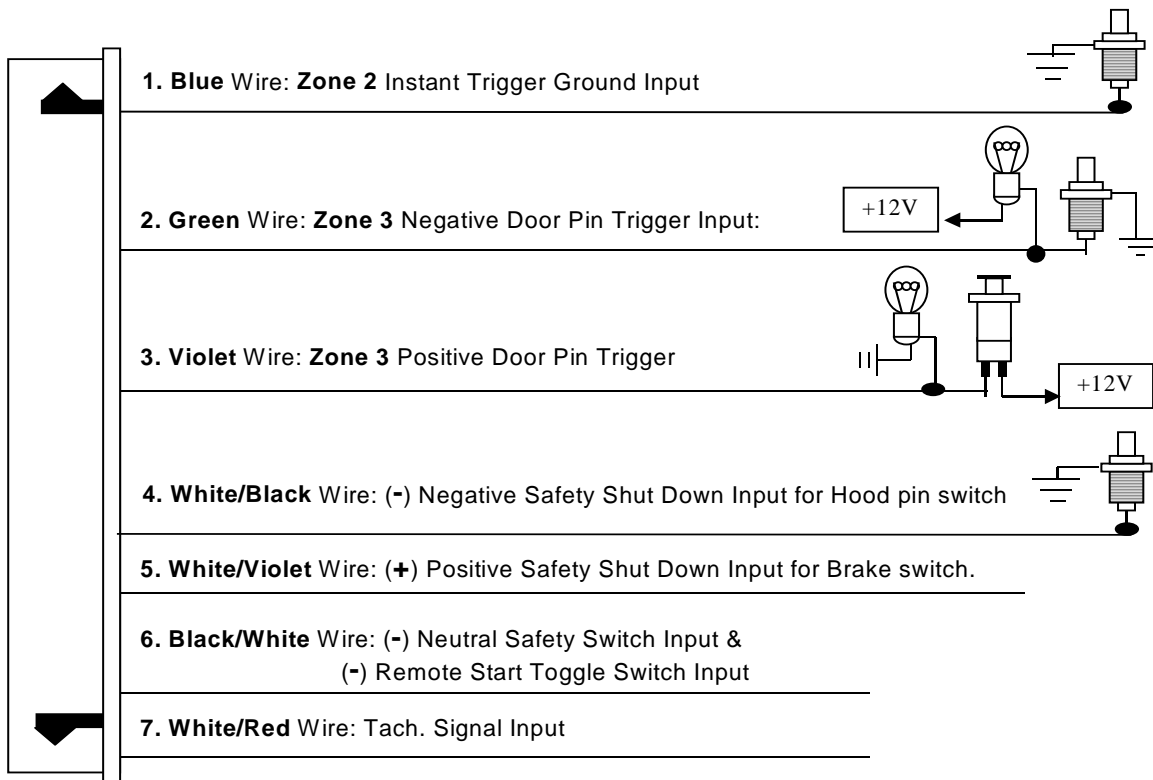 1. Blue Wire: Zone 2 Instant Trigger Ground Input
+12V
2. Green Wire: Zone 3 Negative Door Pin Trigger Input:
3. Violet Wire: Zone 3 Positive Door Pin Trigger
+12V
4. White/Black Wire: (-) Negative Safety Shut Down Input for Hood pin switch
5. White/Violet Wire: (+) Positive Safety Shut Down Input for Brake switch.
6. Black/White Wire: (-) Neutral Safety Switch Input &
(-) Remote Start Toggle Switch Input
7. White/Red Wire: Tach. Signal Input